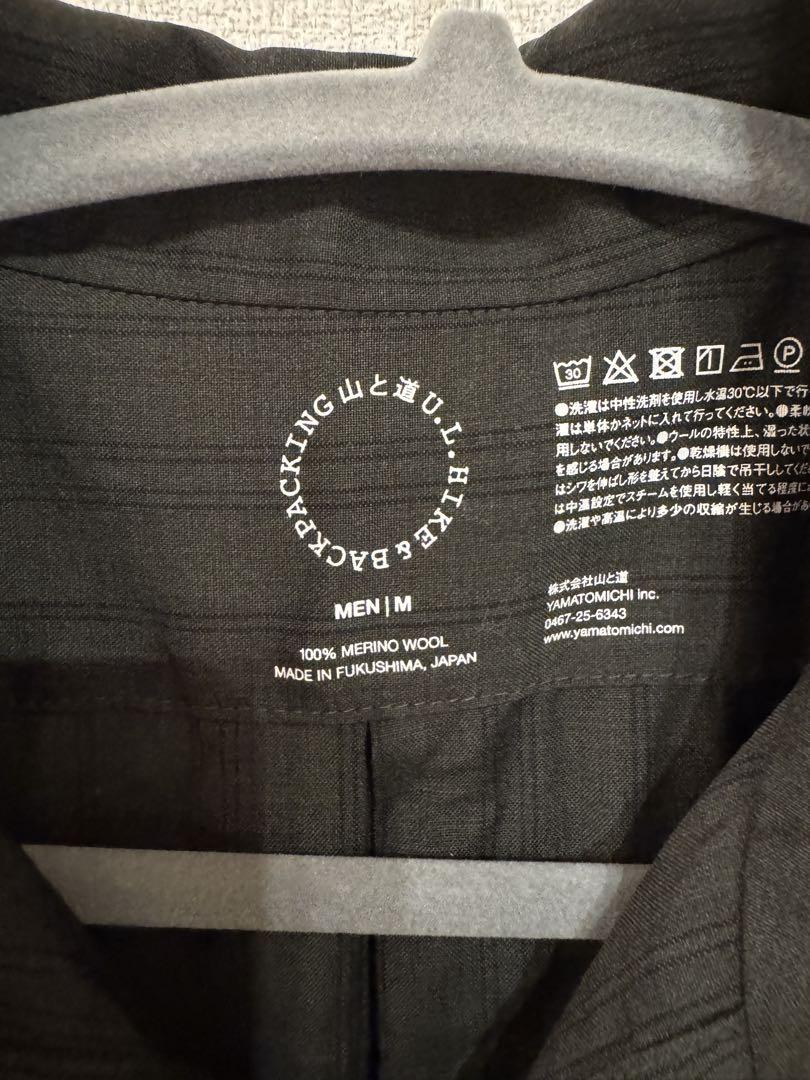 山と道 U.L. HIKE & BACKPACKING
MEN | M
100% MERINO WOOL
MADE IN FUKUSHIMA, JAPAN
30
P
●洗濯は中性洗剤を使用し水温30℃以下で行
濯は単体かネットに入れて行ってください。●柔軟
用しないでください。●ウールの特性上、湿った状
を感じる場合があります。●乾燥機は使用しないで
はシワを伸ばし形を整えてから日陰で吊干ししてくだ
は中温設定でスチームを使用し軽く当てる程度に
●洗濯や高温により多少の収縮が生じる場合があ
株式会社山と道
YAMATOMICHI inc.
0467-25-6343
www.yamatomichi.com